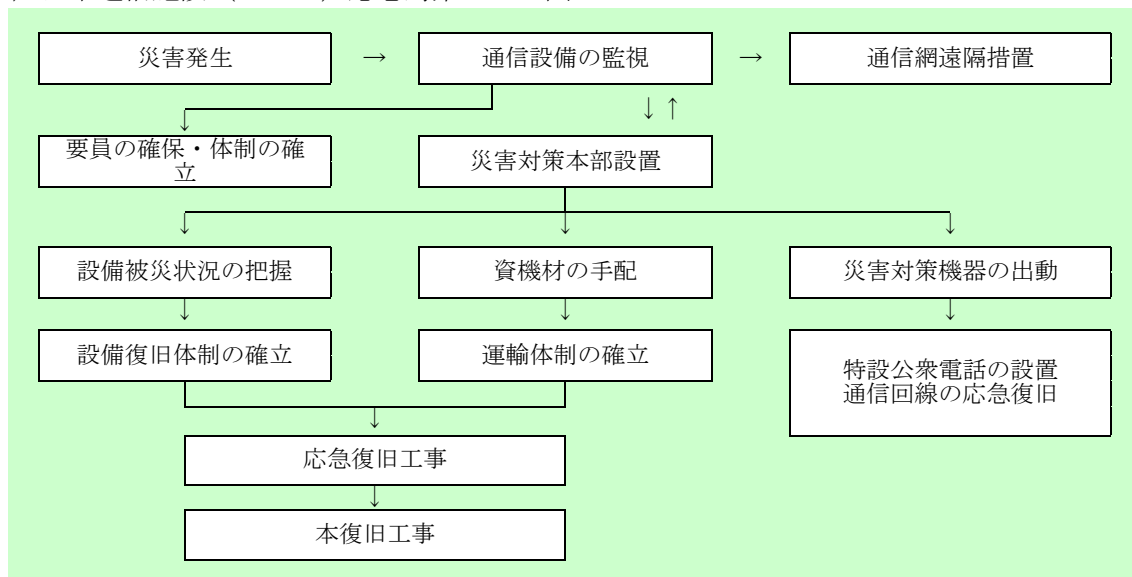 災害発生 → 通信設備の監視 → 通信網遠隔措置
↓ ↓ ↑
要員の確保・体制の確
立
災害対策本部設置
↓ ↓ ↓
設備被災状況の把握 資機材の手配 災害対策機器の出動
↓ ↓ ↓
設備復旧体制の確立 運輸体制の確立
特設公衆電話の設置
通信回線の応急復旧
↓
応急復旧工事
↓
本復旧工事